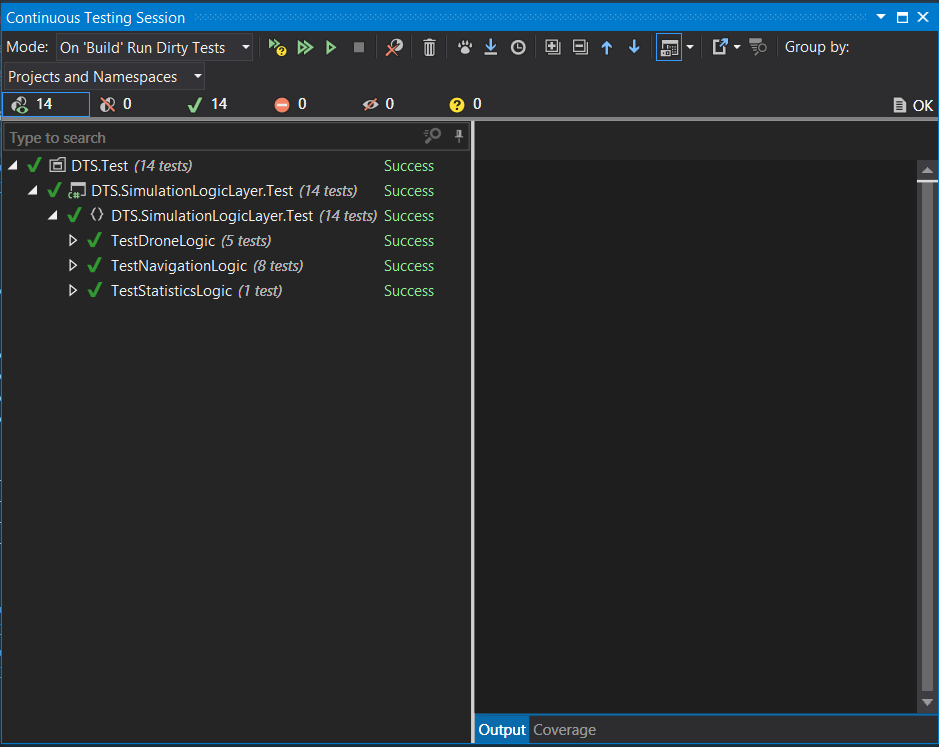 Continuous Testing Session
Mode: On 'Build' Run Dirty Tests Group by:
Projects and Namespaces
14 0 14 0 0 ? 0 OK
Type to search
DTS.Test (14 tests) Success
C# DTS.SimulationLogicLayer.Test (14 tests) Success
DTS.SimulationLogicLayer.Test (14 tests) Success
TestDroneLogic (5 tests) Success
TestNavigationLogic (8 tests) Success
TestStatisticsLogic (1 test) Success
Output Coverage